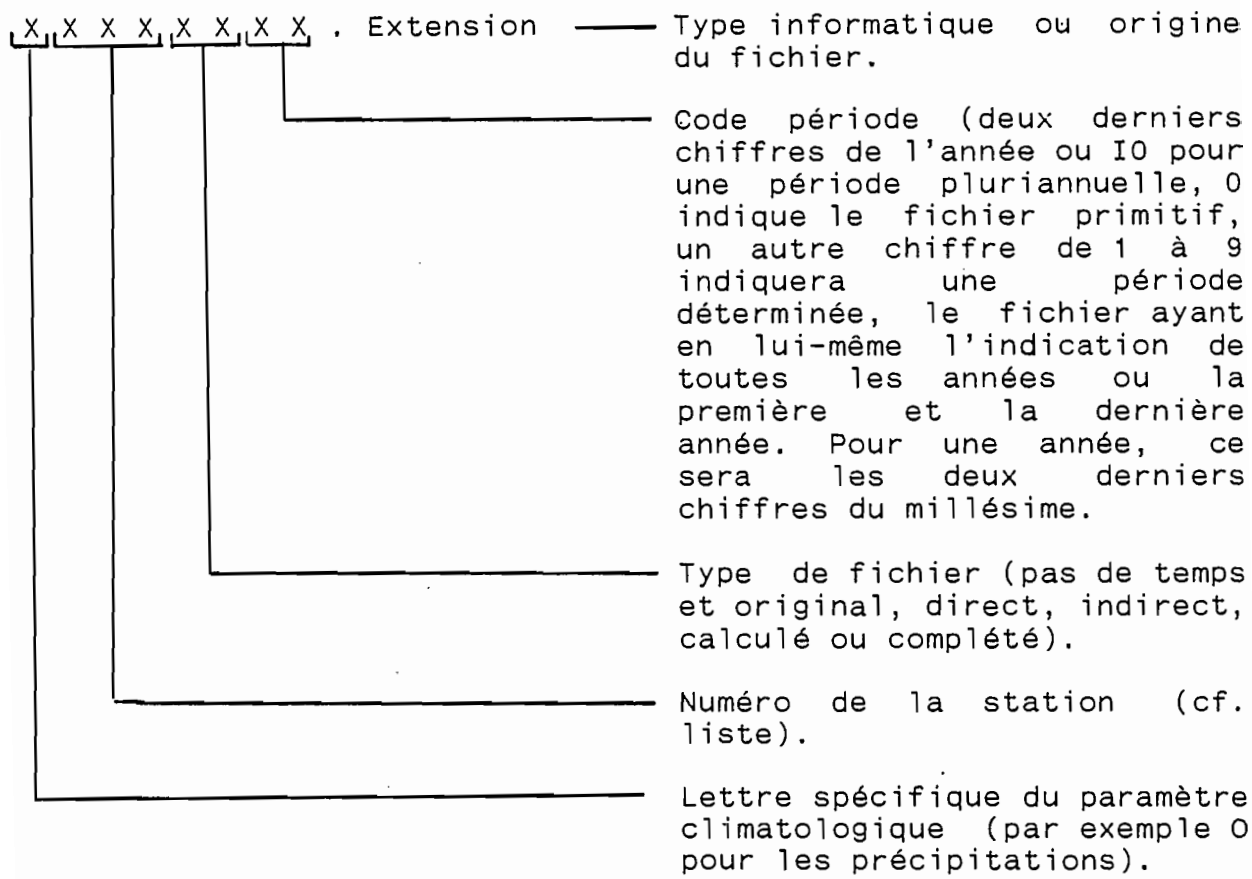 X X X X X X X X . Extension Type informatique ou origine
du fichier.
Code période (deux derniers
chiffres de l'année ou IO pour
une période pluriannuelle, O
indique le fichier primitif,
un autre chiffre de 1 à 9
indiquera une période
déterminée, le fichier ayant
en lui-même l'indication de
toutes les années ou la
première et la dernière
année. Pour une année, ce
sera les deux derniers
chiffres du millésime.
Type de fichier (pas de temps
et original, direct, indirect,
calculé ou complété).
Numéro de la station (cf.
liste).
Lettre spécifique du paramètre
climatologique (par exemple O
pour les précipitations).